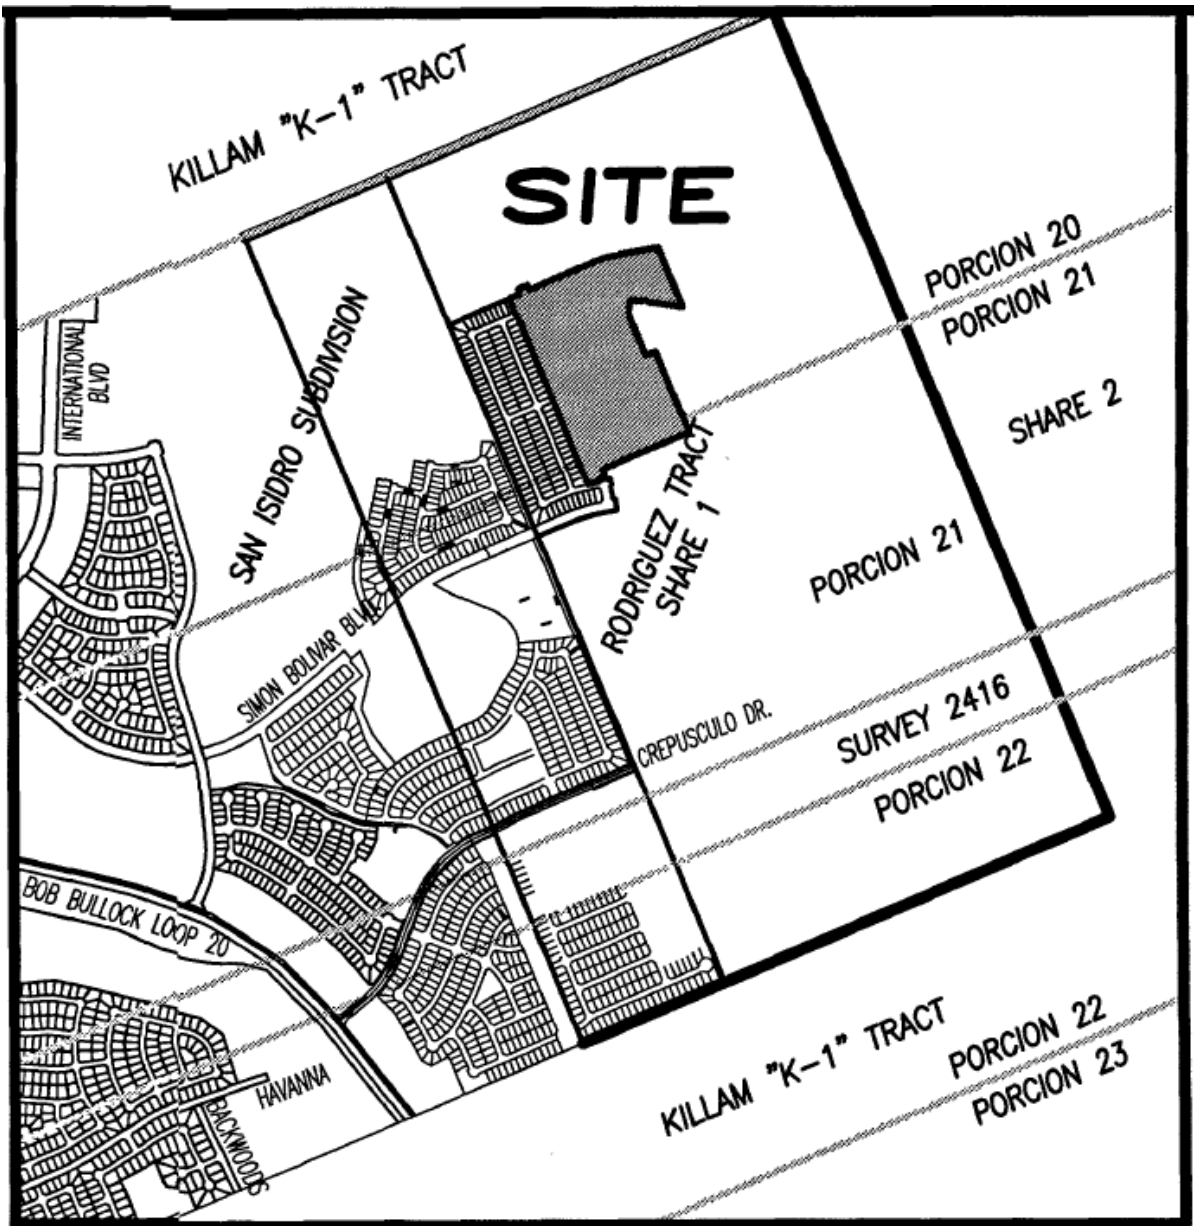 KILLAM "K-1" TRACT
SITE
PORCION 20
PORCION 21
INTERNATIONAL
BLVD
SAN ISIDRO SUBDIVISION
SHARE 2
RODRIGUEZ TRACT
SHARE 1
PORCION 21
SIMON BOLIVAR BLVD
CREPUSCULO DR.
SURVEY 2416
PORCION 22
BOB BULLOCK LOOP 20
KILLAM "K-1" TRACT
PORCION 22
PORCION 23
HAVANNA
BACKWOODS